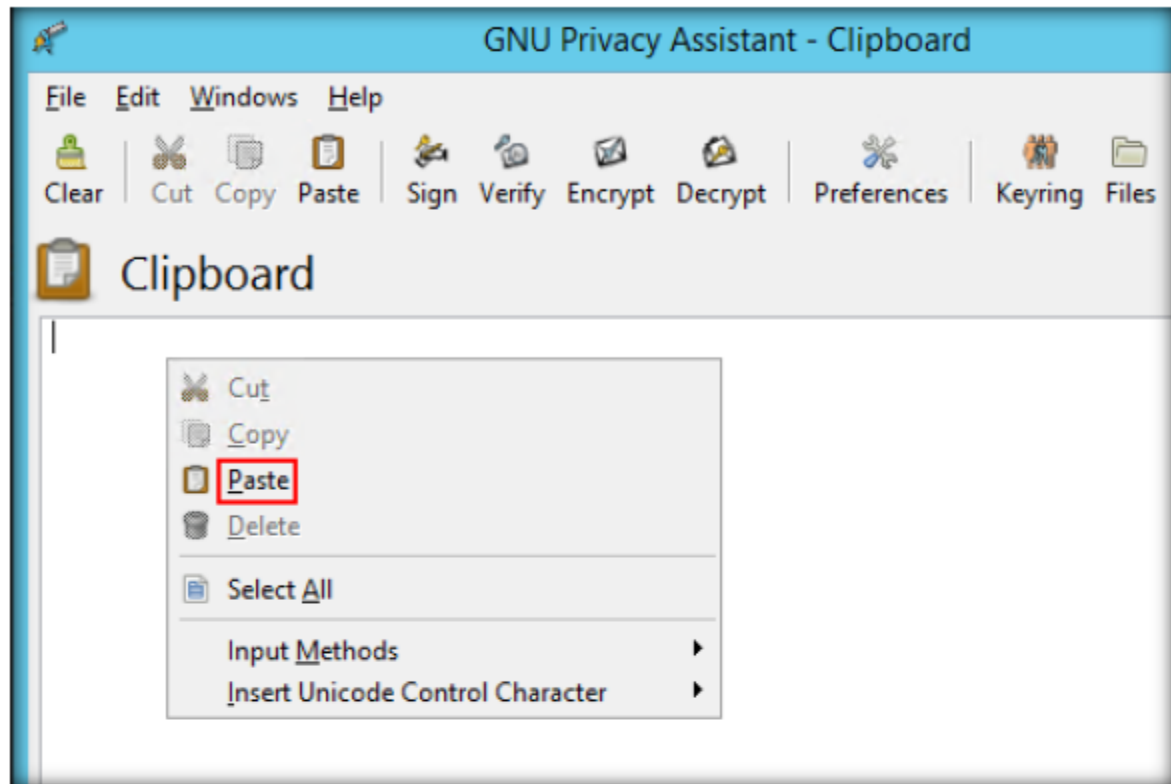 GNU Privacy Assistant - Clipboard
File Edit Windows Help
Clear Cut Copy Paste Sign Verify Encrypt Decrypt Preferences Keyring Files
Clipboard
Cut
Copy
Paste
Delete
Select All
Input Methods
Insert Unicode Control Character